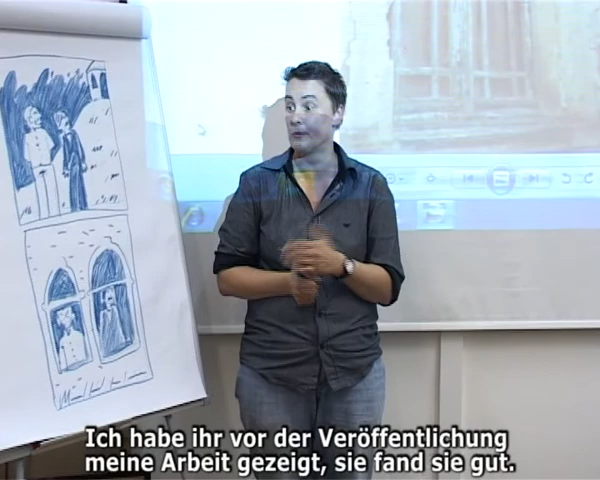 Ich habe ihr vor der Veröffentlichung
meine Arbeit gezeigt, sie fand sie gut.